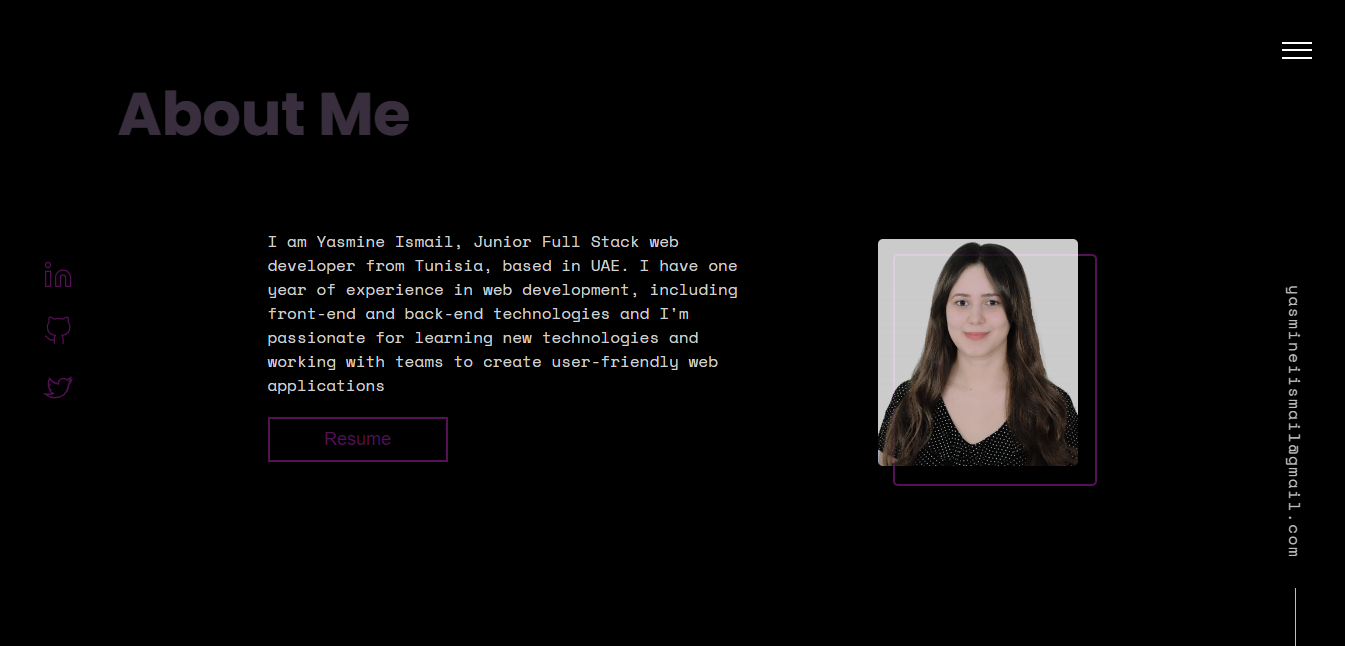 About Me
I am Yasmine Ismail, Junior Full Stack web
developer from Tunisia, based in UAE. I have one
year of experience in web development, including
front-end and back-end technologies and I'm
passionate for learning new technologies and
working with teams to create user-friendly web
applications
Resume
yasmineiismail@gmail.com